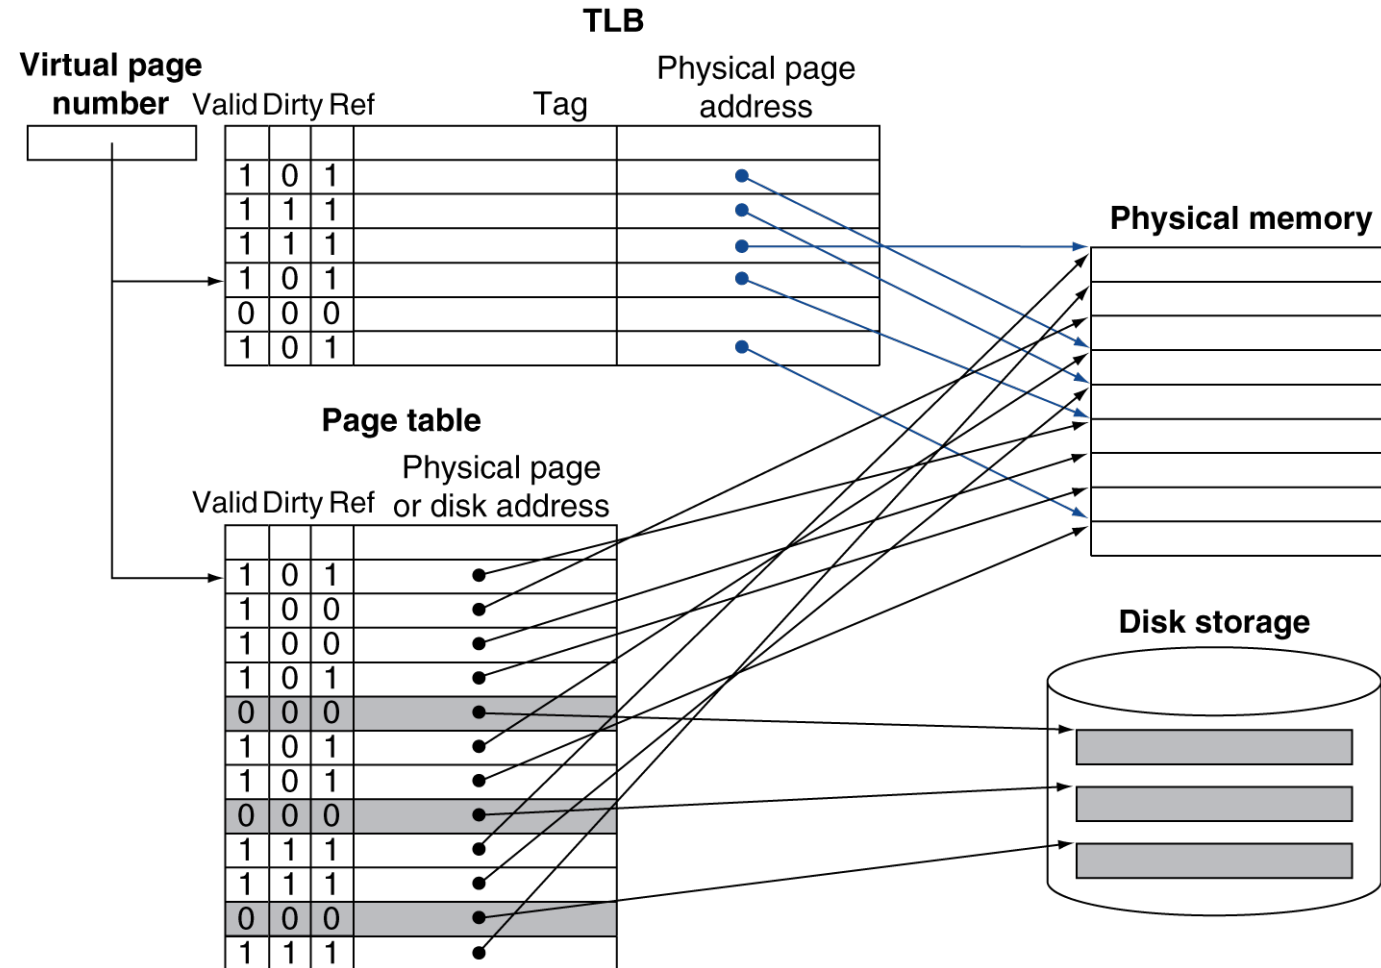 TLB
Virtual page
number
Valid Dirty Ref
Tag
Physical page
address
1 0 1
1 1 1
1 1 1
1 0 1
0 0 0
1 0 1
Physical memory
Page table
Physical page
or disk address
Valid Dirty Ref
1 0 1
1 0 0
1 0 0
1 0 1
0 0 0
1 0 1
1 0 1
0 0 0
1 1 1
1 1 1
0 0 0
1 1 1
Disk storage